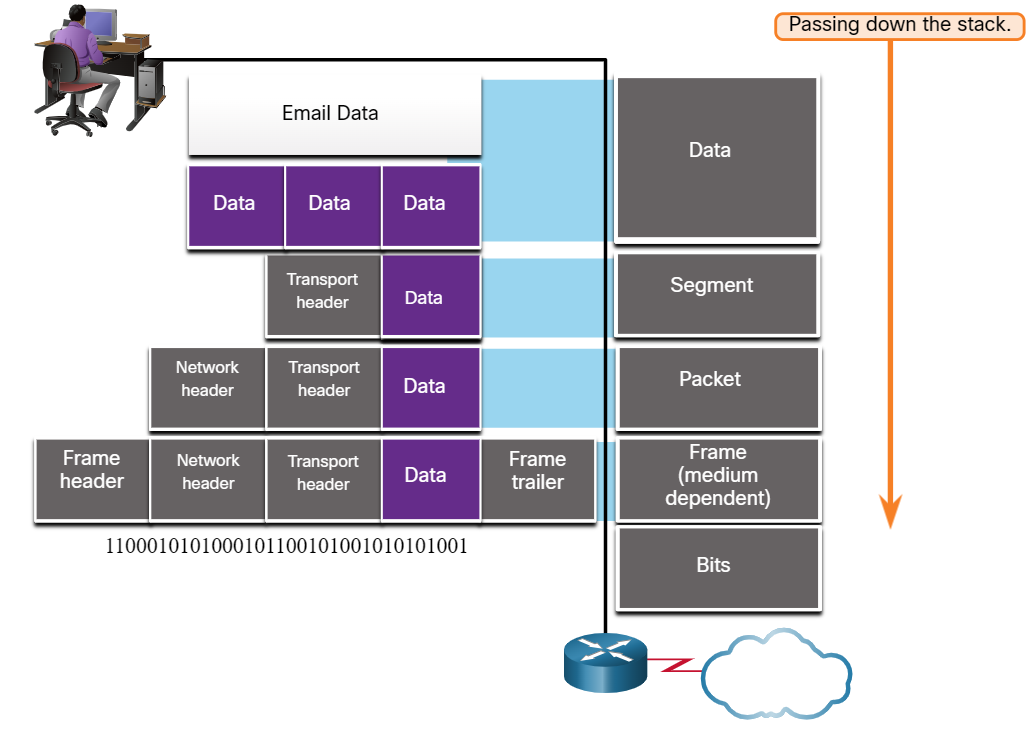 Passing down the stack.
Email Data
Data
Data Data Data
Transport
header
Data
Segment
Network
header
Transport
header
Data
Packet
Frame
header
Network
header
Transport
header
Data
Frame
trailer
Frame
(medium
dependent)
1100010101000101100101001010101001
Bits